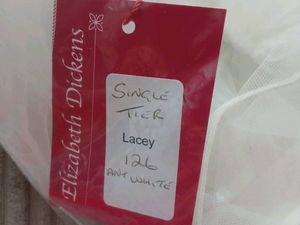 Elizabeth Dickens
SINGLE
TIER
Lacey
126
ANT WHITE